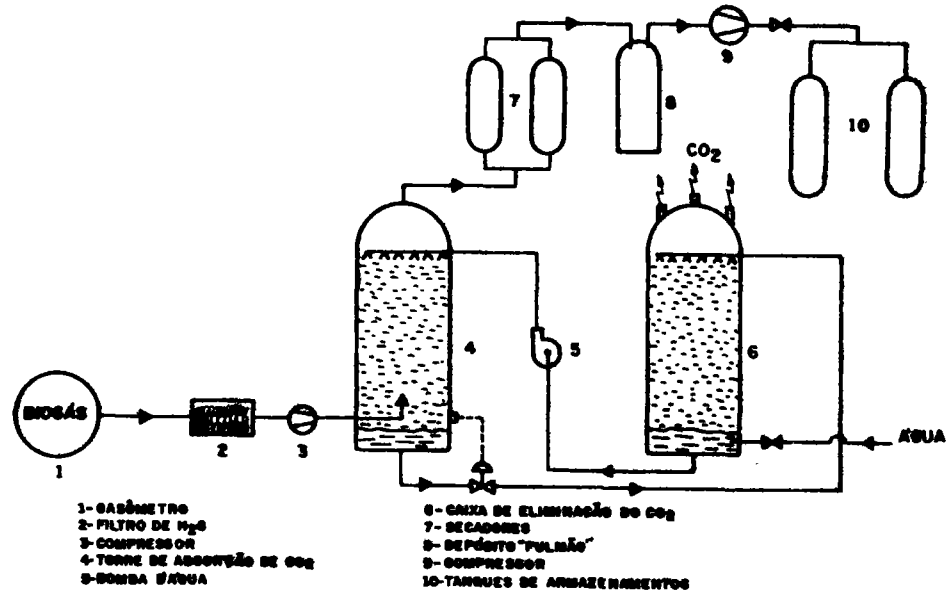 7
8
9
10
CO₂
4
5
6
BIOGÁS
1
2
3
ÁGUA
1- GASÔMETRO
2- FILTRO DE H₂S
3- COMPRESSOR
4- TORRE DE ABSORÇÃO DE CO₂
5- BOMBA D'ÁGUA
6- CAIXA DE ELIMINAÇÃO DO CO₂
7- SECADORES
8- DEPÓSITO "PULMÃO"
9- COMPRESSOR
10- TANQUES DE ARMAZENAMENTOS